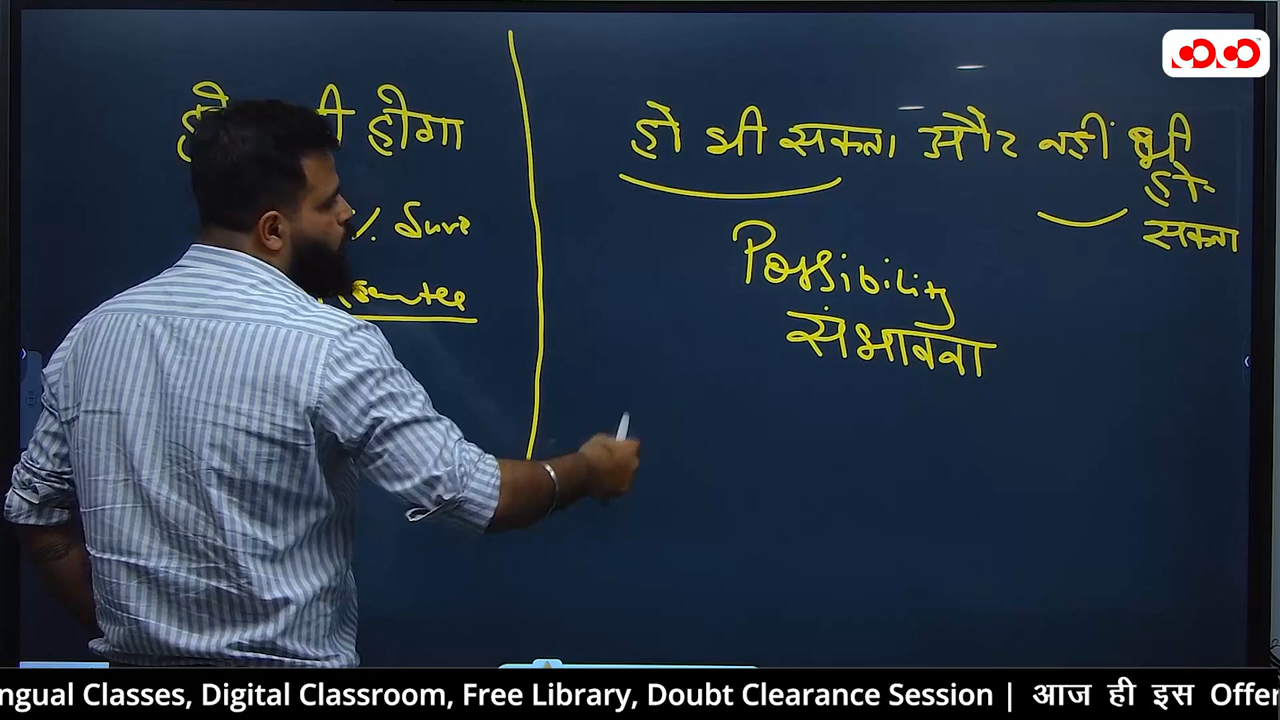 होगा
% Sure
हो भी सकता और नहीं भी
हो
सकता
Possibility
संभावना
ngual Classes, Digital Classroom, Free Library, Doubt Clearance Session | आज ही इस Offer